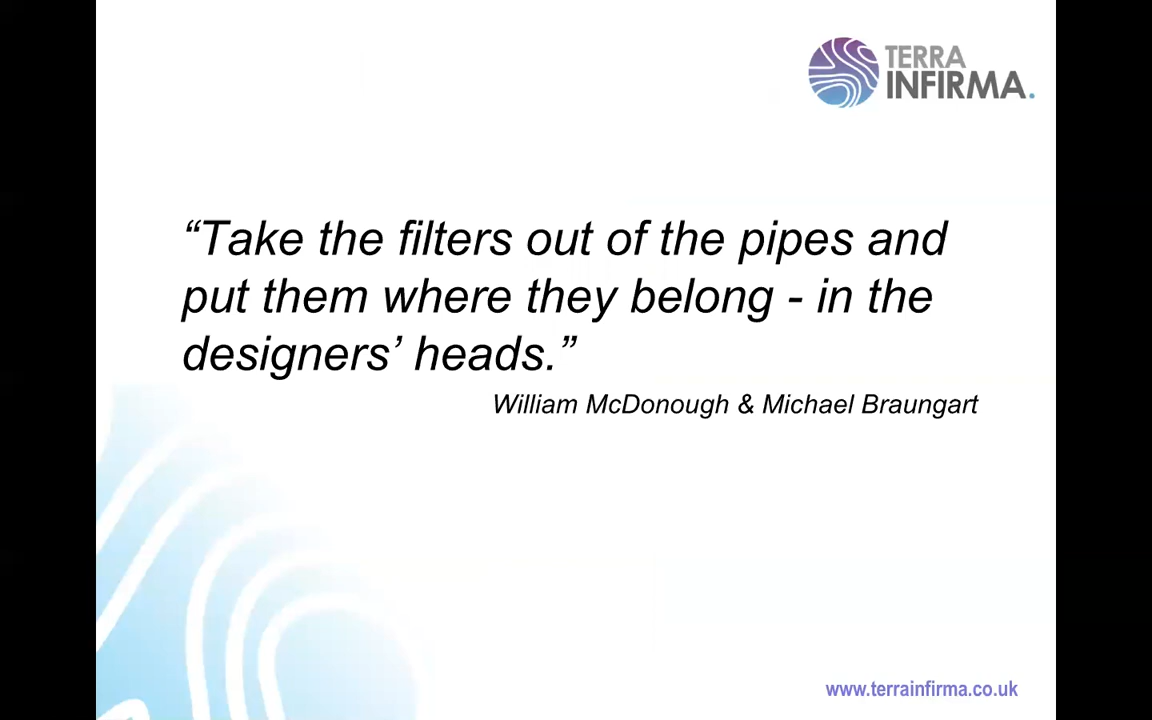 TERRA
INFIRMA.
“Take the filters out of the pipes and
put them where they belong - in the
designers’ heads.”
William McDonough & Michael Braungart
www.terrainfirma.co.uk